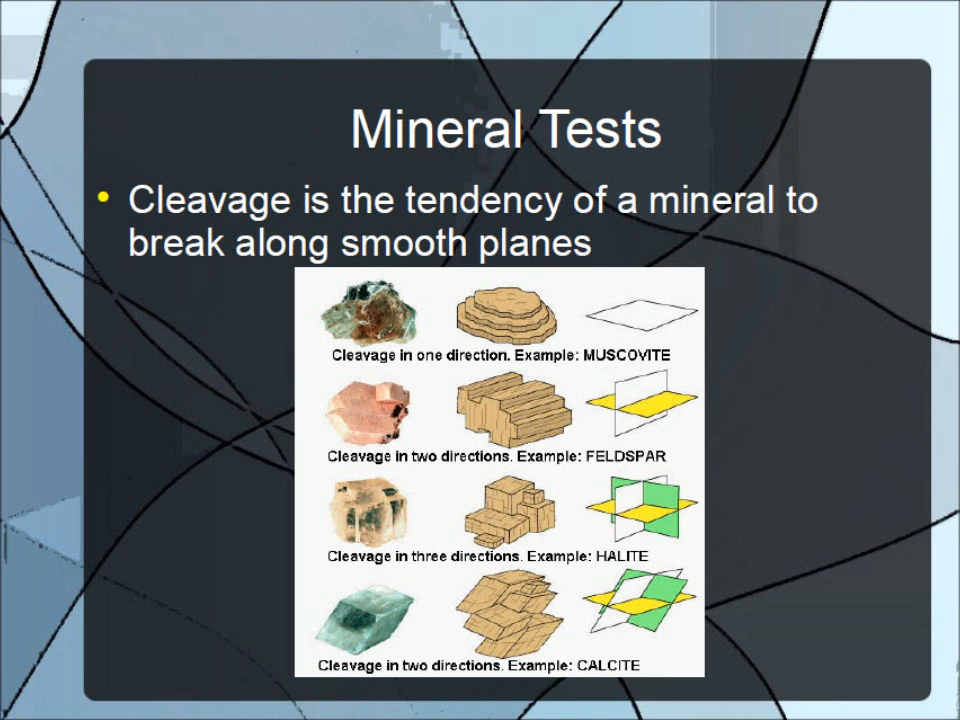 Mineral Tests
• Cleavage is the tendency of a mineral to
break along smooth planes
Cleavage in one direction. Example: MUSCOVITE
Cleavage in two directions. Example: FELDSPAR
Cleavage in three directions. Example: HALITE
Cleavage in two directions. Example: CALCITE